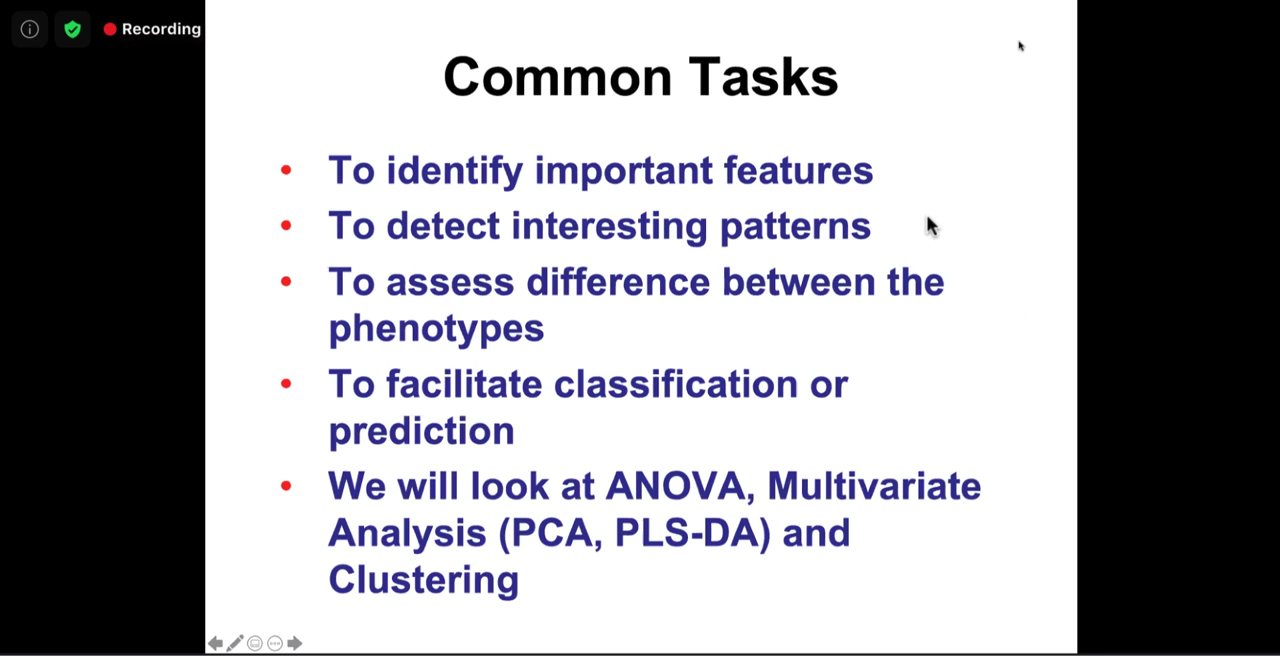 Recording
Common Tasks
• To identify important features
• To detect interesting patterns
• To assess difference between the
phenotypes
• To facilitate classification or
prediction
• We will look at ANOVA, Multivariate
Analysis (PCA, PLS-DA) and
Clustering